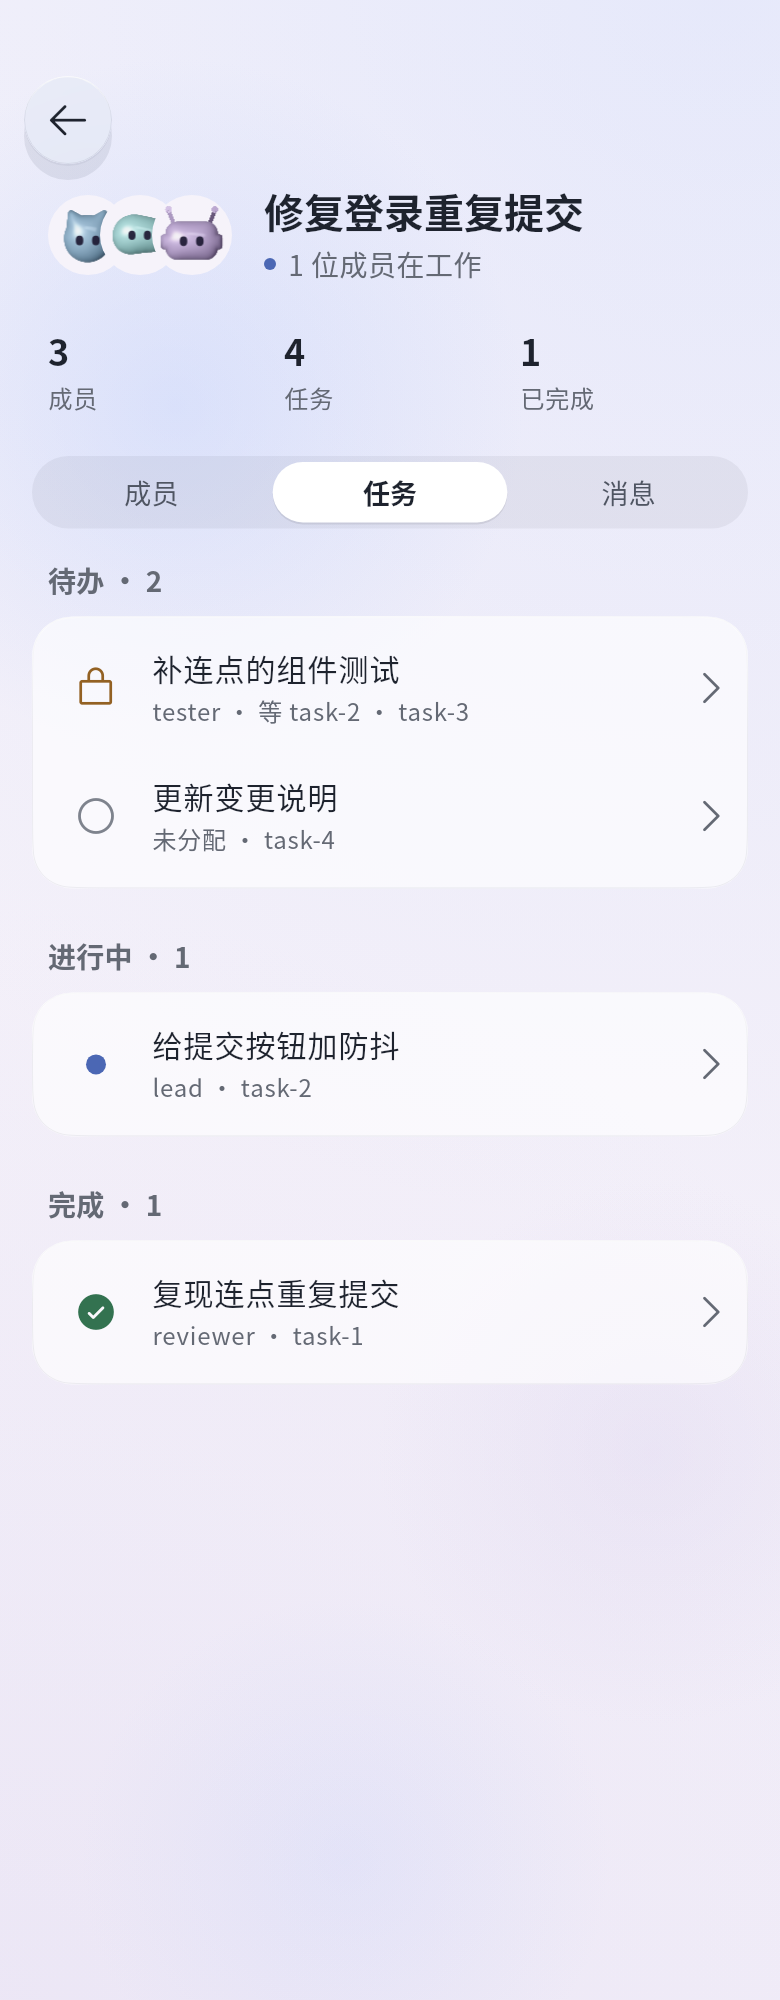 修复登录重复提交
1 位成员在工作
3
成员
4
任务
1
已完成
成员
任务
消息
待办 · 2
补连点的组件测试
tester · 等 task-2 · task-3
更新变更说明
未分配 · task-4
进行中 · 1
给提交按钮加防抖
lead · task-2
完成 · 1
复现连点重复提交
reviewer · task-1